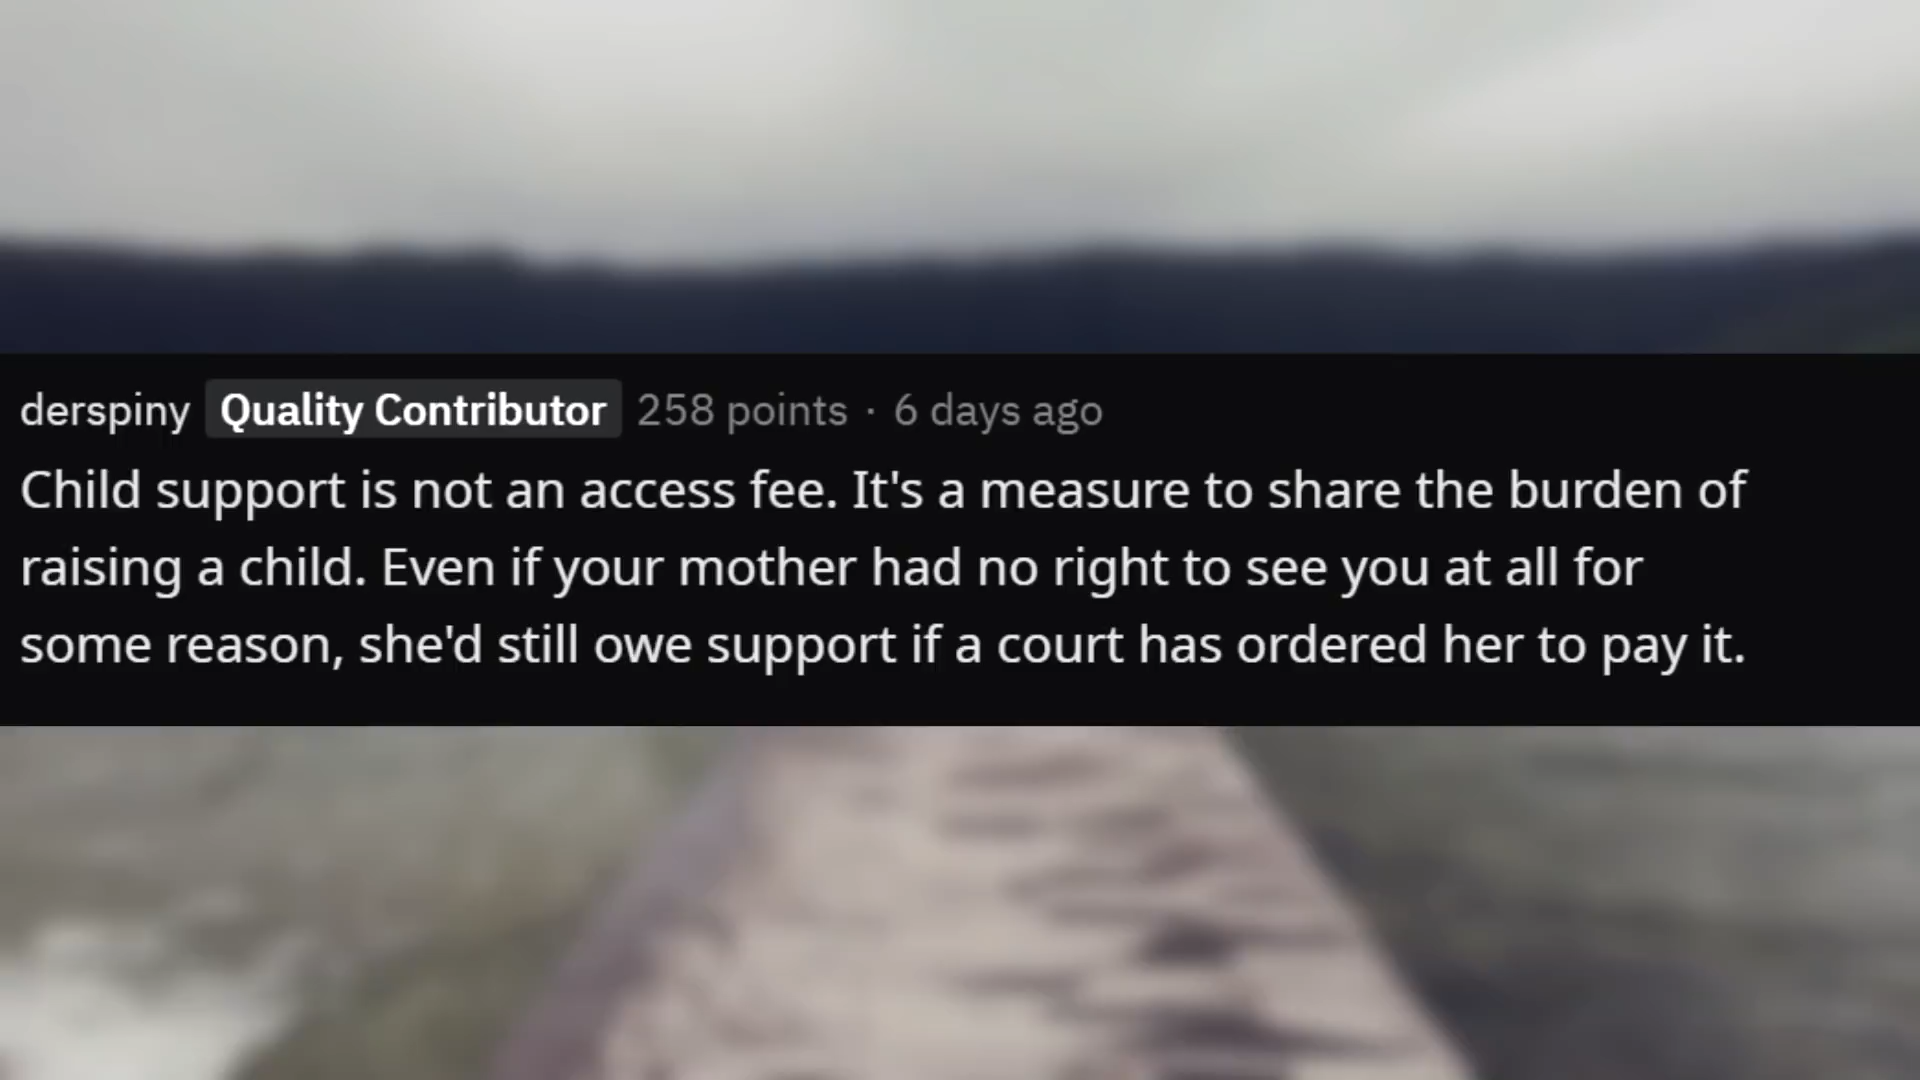 derspiny Quality Contributor 258 points · 6 days ago
Child support is not an access fee. It's a measure to share the burden of
raising a child. Even if your mother had no right to see you at all for
some reason, she'd still owe support if a court has ordered her to pay it.